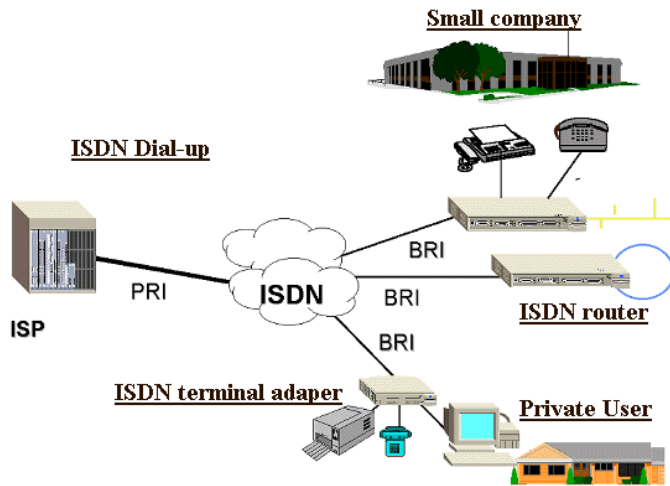 Small company
ISDN Dial-up
BRI
PRI
ISDN
BRI
ISDN router
ISP
BRI
ISDN terminal adaper
Private User